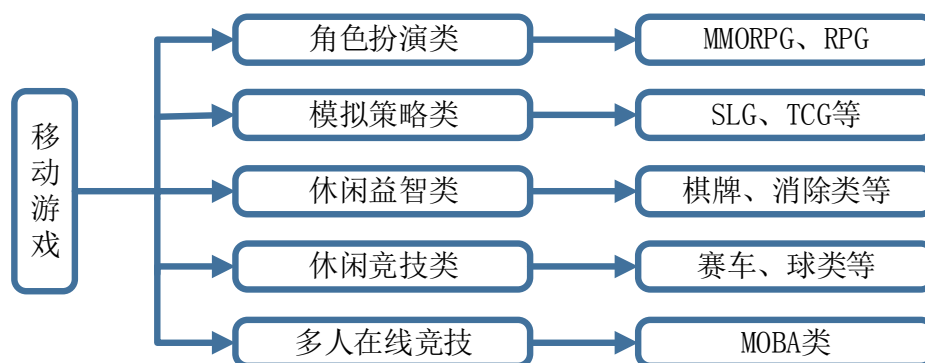 移动游戏
角色扮演类
MMORPG、RPG
模拟策略类
SLG、TCG等
休闲益智类
棋牌、消除类等
休闲竞技类
赛车、球类等
多人在线竞技
MOBA类